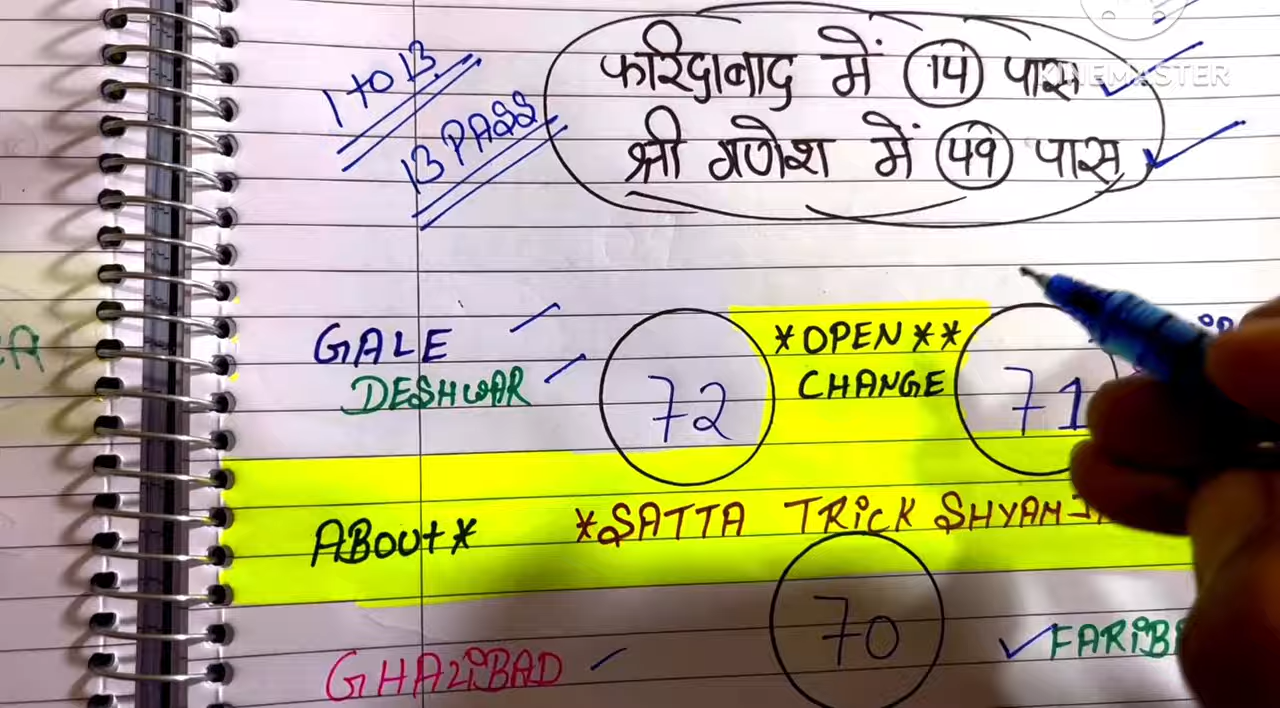 1 to 13
13 PASS
फरिदाबाद में 14 पास
श्री गणेश में 49 पास
KINEMASTER
GALE
DESHWAR
72
*OPEN**
CHANGE
71
ABOUt*
*SATTA TRiCK SHYAM
70
GHAZiBAD